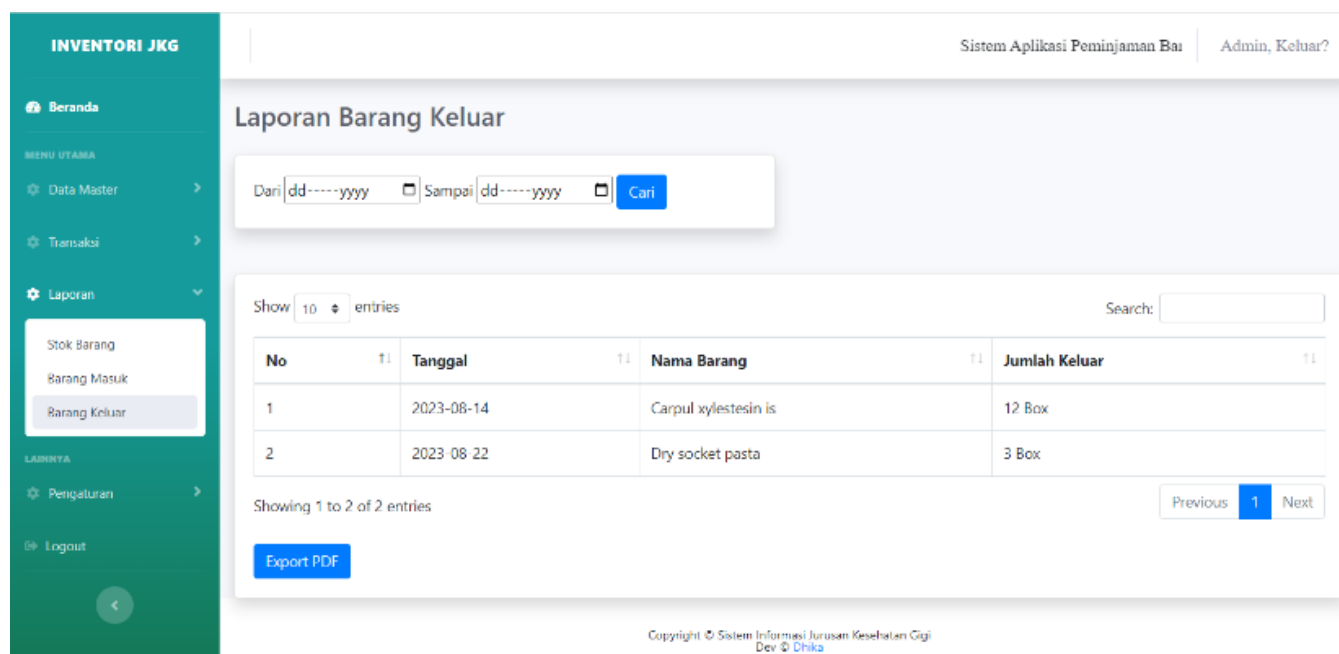 INVENTORI JKG
Sistem Aplikasi Peminjaman Bar
Admin, Keluar?
Beranda
MENU UTAMA
Data Master
Transaksi
Laporan
Stok Barang
Barang Masuk
Barang Keluar
LAINNYA
Pengaturan
Logout
Laporan Barang Keluar
Dari dd-----yyyy Sampai dd-----yyyy Cari
Show 10 entries
Search:
No Tanggal Nama Barang Jumlah Keluar
1 2023-08-14 Carpul xylestesin is 12 Box
2 2023-08-22 Dry socket pasta 3 Box
Showing 1 to 2 of 2 entries
Previous 1 Next
Export PDF
Copyright © Sistem Informasi Jurusan Kesehatan Gigi
Dev © Dhika